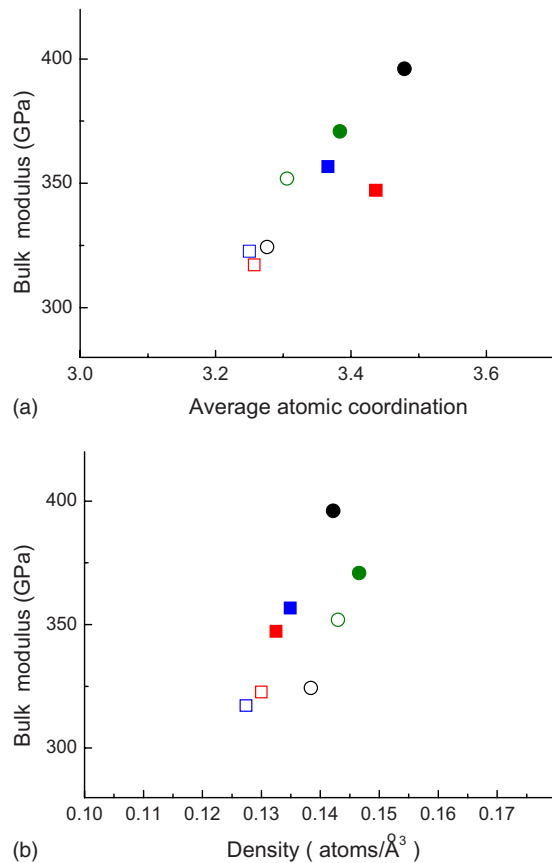 400
350
300
Bulk modulus (GPa)
3.0 3.2 3.4 3.6
(a) Average atomic coordination
400
350
300
Bulk modulus (GPa)
0.10 0.11 0.12 0.13 0.14 0.15 0.16 0.17
(b) Density ( atoms/Å³ )